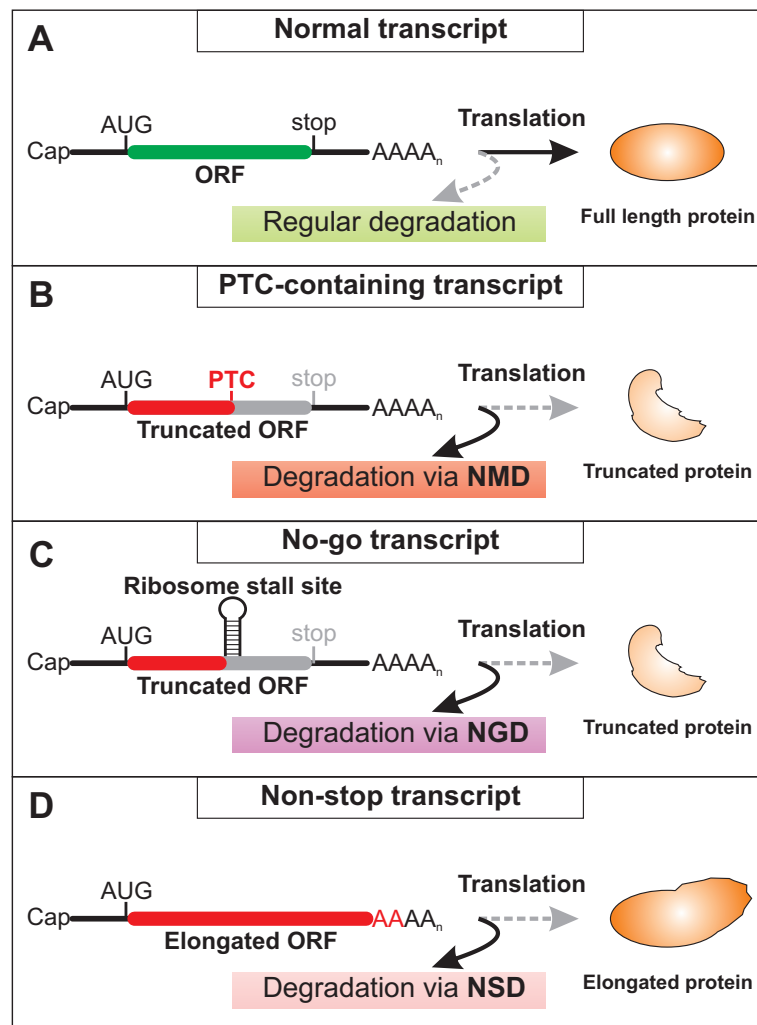 A
Normal transcript
AUG
stop
Translation
Cap
AAAAn
ORF
Regular degradation
Full length protein
B
PTC-containing transcript
AUG
PTC
stop
Translation
Cap
AAAAn
Truncated ORF
Degradation via NMD
Truncated protein
C
No-go transcript
Ribosome stall site
AUG
stop
Translation
Cap
AAAAn
Truncated ORF
Degradation via NGD
Truncated protein
D
Non-stop transcript
AUG
Translation
Cap
AAAAn
Elongated ORF
Degradation via NSD
Elongated protein